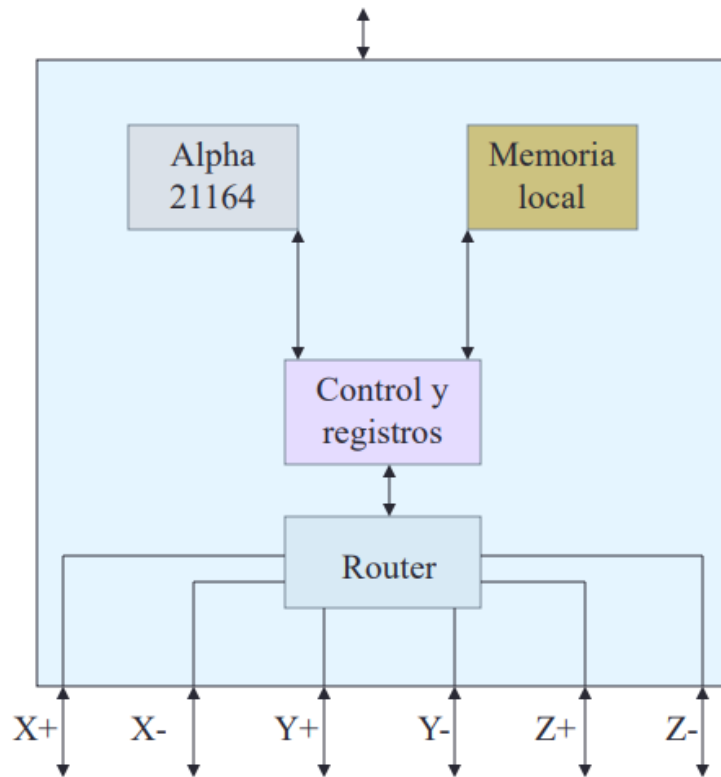 Alpha
21164
Memoria
local
Control y
registros
Router
X+ X- Y+ Y- Z+ Z-